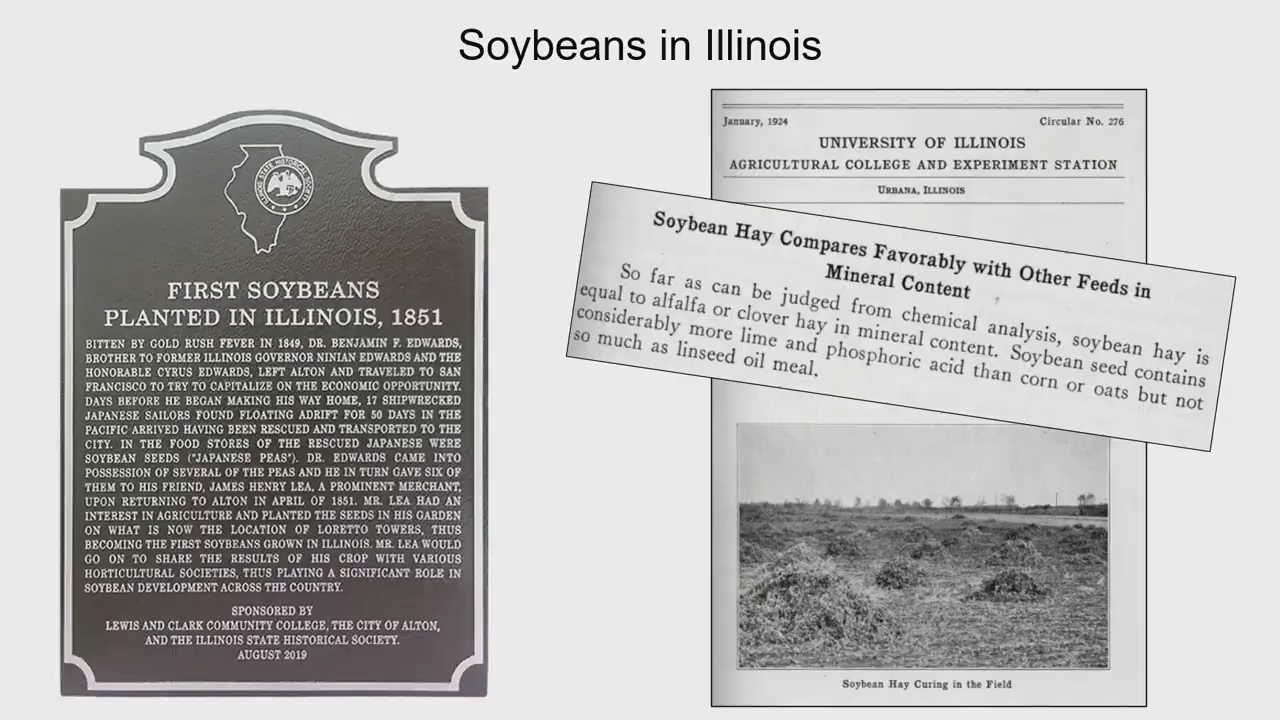 Soybeans in Illinois
ILLINOIS STATE HISTORICAL SOCIETY
FIRST SOYBEANS
PLANTED IN ILLINOIS, 1851
BITTEN BY GOLD RUSH FEVER IN 1849, DR. BENJAMIN F. EDWARDS,
BROTHER TO FORMER ILLINOIS GOVERNOR NINIAN EDWARDS AND THE
HONORABLE CYRUS EDWARDS, LEFT ALTON AND TRAVELED TO SAN
FRANCISCO TO TRY TO CAPITALIZE ON THE ECONOMIC OPPORTUNITY.
DAYS BEFORE HE BEGAN MAKING HIS WAY HOME, 17 SHIPWRECKED
JAPANESE SAILORS FOUND FLOATING ADRIFT FOR 50 DAYS IN THE
PACIFIC ARRIVED HAVING BEEN RESCUED AND TRANSPORTED TO THE
CITY. IN THE FOOD STORES OF THE RESCUED JAPANESE WERE
SOYBEAN SEEDS ("JAPANESE PEAS"). DR. EDWARDS CAME INTO
POSSESSION OF SEVERAL OF THE PEAS AND HE IN TURN GAVE SIX OF
THEM TO HIS FRIEND, JAMES HENRY LEA, A PROMINENT MERCHANT,
UPON RETURNING TO ALTON IN APRIL OF 1851. MR. LEA HAD AN
INTEREST IN AGRICULTURE AND PLANTED THE SEEDS IN HIS GARDEN
ON WHAT IS NOW THE LOCATION OF LORETTO TOWERS, THUS
BECOMING THE FIRST SOYBEANS GROWN IN ILLINOIS. MR. LEA WOULD
GO ON TO SHARE THE RESULTS OF HIS CROP WITH VARIOUS
HORTICULTURAL SOCIETIES, THUS PLAYING A SIGNIFICANT ROLE IN
SOYBEAN DEVELOPMENT ACROSS THE COUNTRY.
SPONSORED BY
LEWIS AND CLARK COMMUNITY COLLEGE, THE CITY OF ALTON,
AND THE ILLINOIS STATE HISTORICAL SOCIETY.
AUGUST 2019
January, 1924 Circular No. 276
UNIVERSITY OF ILLINOIS
AGRICULTURAL COLLEGE AND EXPERIMENT STATION
URBANA, ILLINOIS
Soybean Hay Compares Favorably with Other Feeds in
Mineral Content
So far as can be judged from chemical analysis, soybean hay is
equal to alfalfa or clover hay in mineral content. Soybean seed contains
considerably more lime and phosphoric acid than corn or oats but not
so much as linseed oil meal.
Soybean Hay Curing in the Field